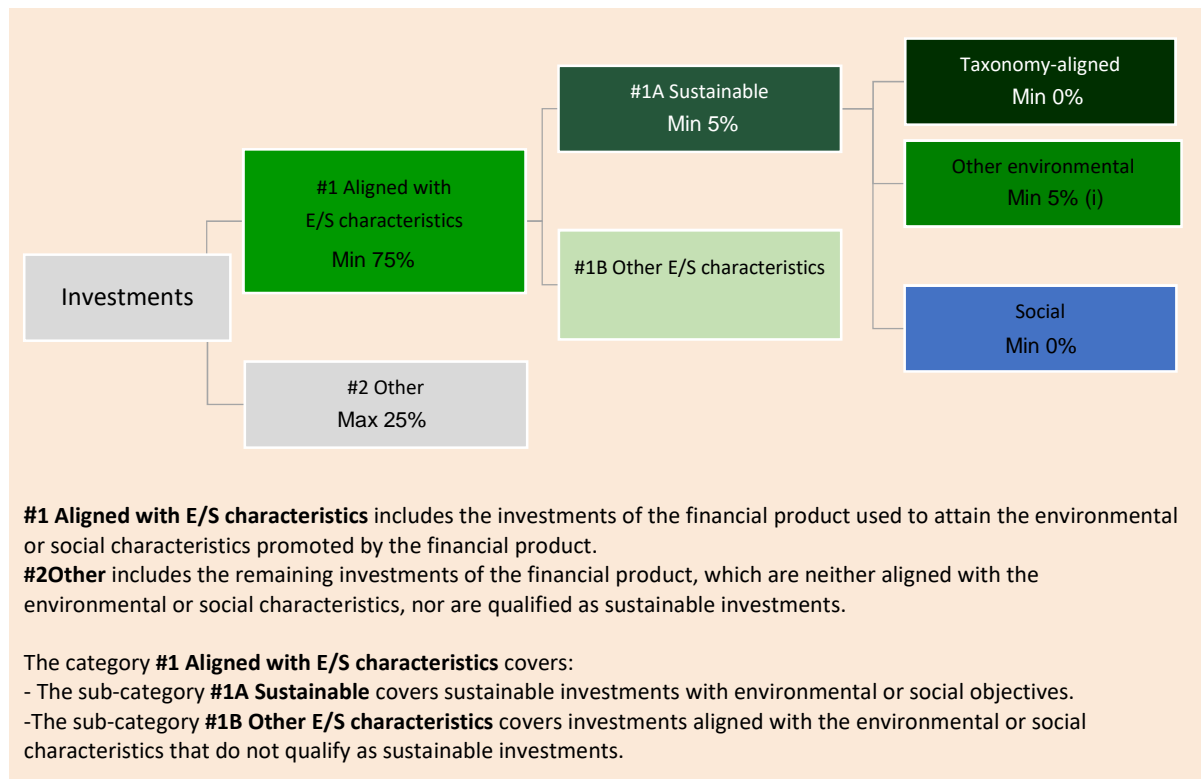 Investments
#1 Aligned with
E/S characteristics
Min 75%
#2 Other
Max 25%
#1A Sustainable
Min 5%
#1B Other E/S characteristics
Taxonomy-aligned
Min 0%
Other environmental
Min 5% (i)
Social
Min 0%
#1 Aligned with E/S characteristics includes the investments of the financial product used to attain the environmental
or social characteristics promoted by the financial product.
#2Other includes the remaining investments of the financial product, which are neither aligned with the
environmental or social characteristics, nor are qualified as sustainable investments.
The category #1 Aligned with E/S characteristics covers:
- The sub-category #1A Sustainable covers sustainable investments with environmental or social objectives.
-The sub-category #1B Other E/S characteristics covers investments aligned with the environmental or social
characteristics that do not qualify as sustainable investments.